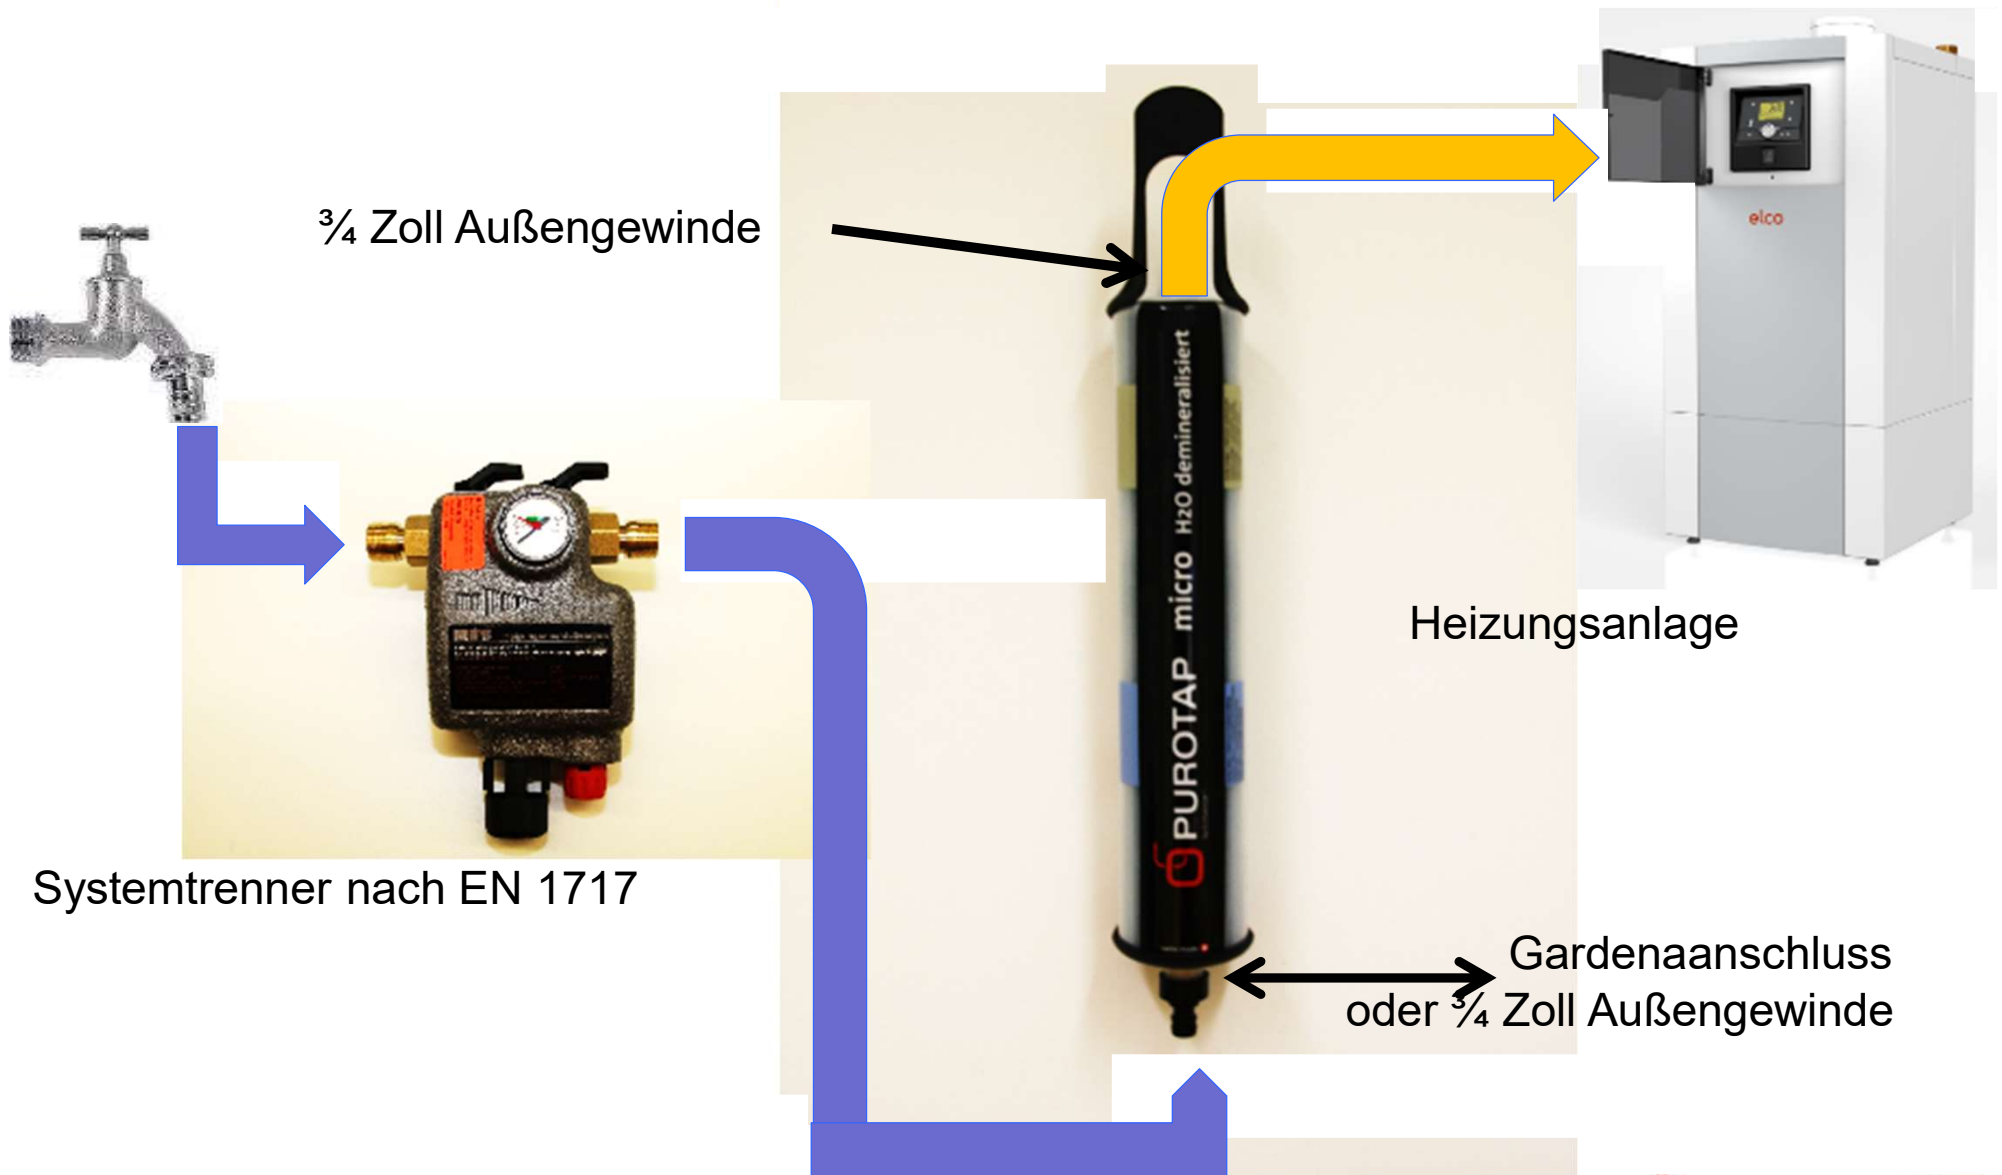 ¾ Zoll Außengewinde
elco
PUROTAP micro H2O demineralisiert
Heizungsanlage
Systemtrenner nach EN 1717
Gardenaanschluss
oder ¾ Zoll Außengewinde